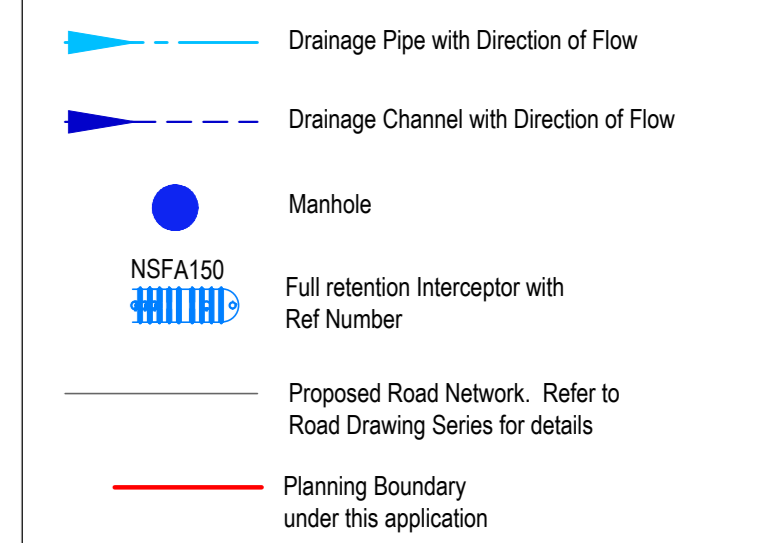 Drainage Pipe with Direction of Flow
Drainage Channel with Direction of Flow
Manhole
NSFA150
Full retention Interceptor with
Ref Number
Proposed Road Network.  Refer to
Road Drawing Series for details
Planning Boundary
under this application